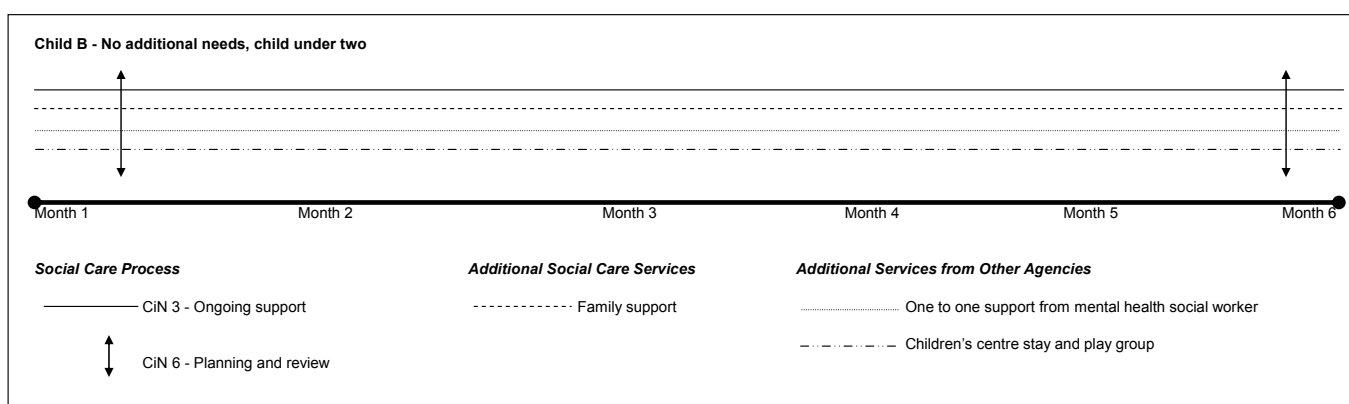 Child B - No additional needs, child under two
Month 1 Month 2 Month 3 Month 4 Month 5 Month 6
Social Care Process Additional Social Care Services Additional Services from Other Agencies
CiN 3 - Ongoing support Family support One to one support from mental health social worker
Children’s centre stay and play group
CiN 6 - Planning and review